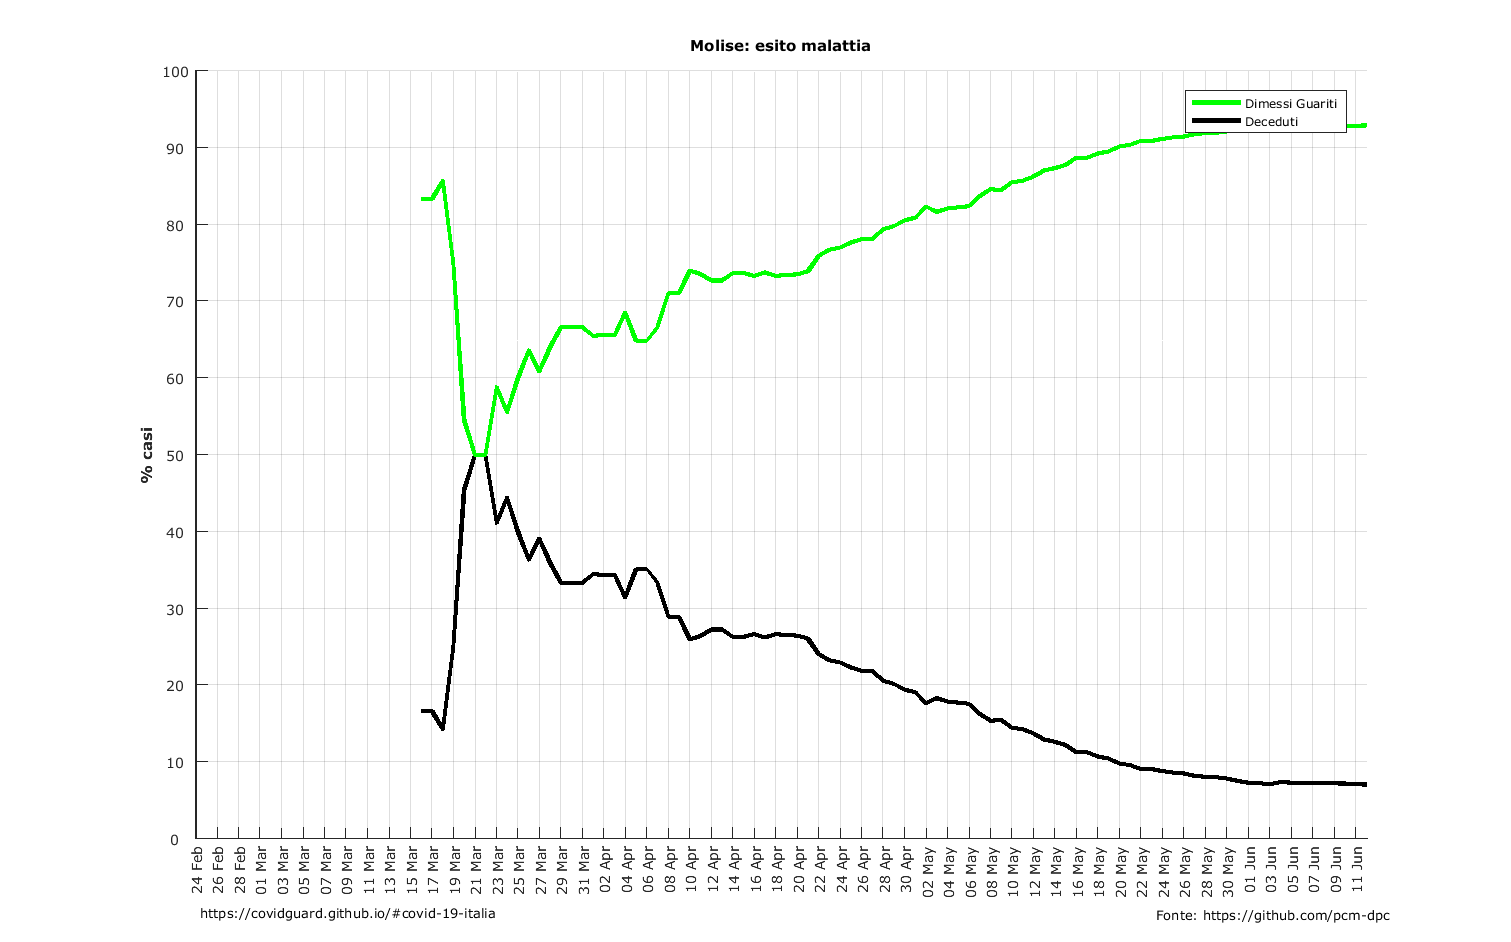 Molise: esito malattia
Dimessi Guariti
Deceduti
% casi
100
90
80
70
60
50
40
30
20
10
0
24 Feb
26 Feb
28 Feb
01 Mar
03 Mar
05 Mar
07 Mar
09 Mar
11 Mar
13 Mar
15 Mar
17 Mar
19 Mar
21 Mar
23 Mar
25 Mar
27 Mar
29 Mar
31 Mar
02 Apr
04 Apr
06 Apr
08 Apr
10 Apr
12 Apr
14 Apr
16 Apr
18 Apr
20 Apr
22 Apr
24 Apr
26 Apr
28 Apr
30 Apr
02 May
04 May
06 May
08 May
10 May
12 May
14 May
16 May
18 May
20 May
22 May
24 May
26 May
28 May
30 May
01 Jun
03 Jun
05 Jun
07 Jun
09 Jun
11 Jun
https://covidguard.github.io/#covid-19-italia
Fonte: https://github.com/pcm-dpc